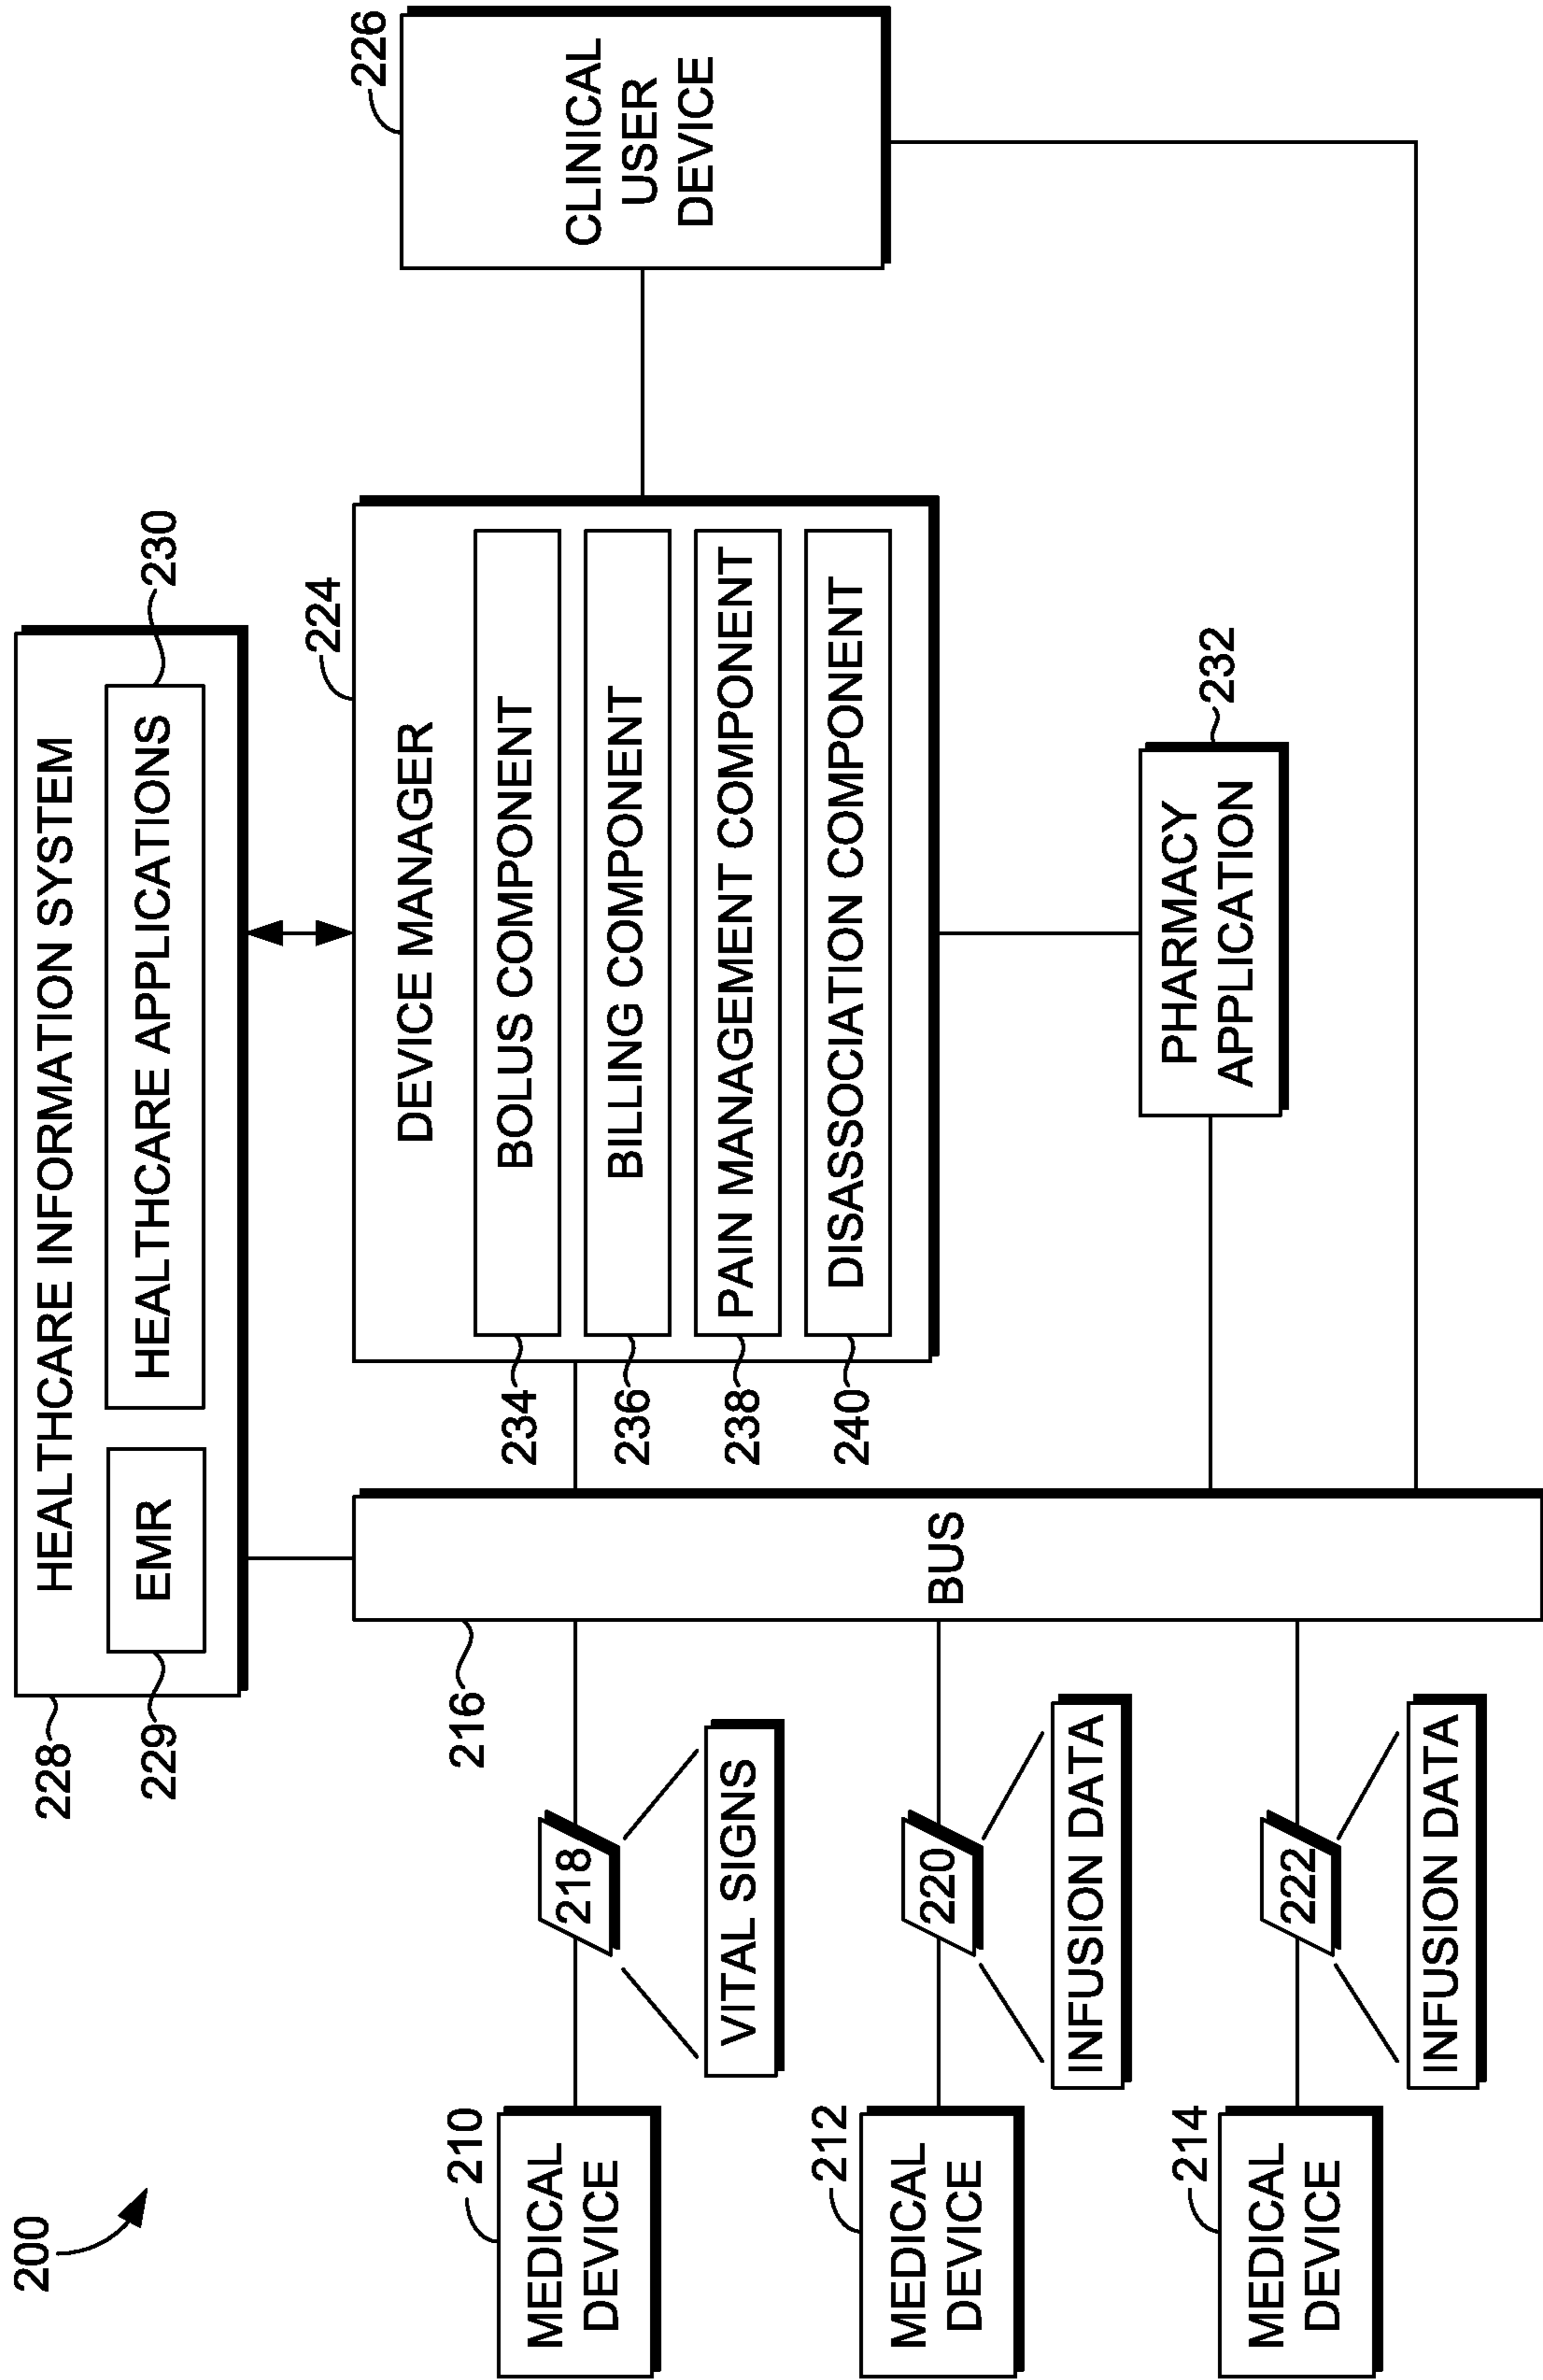 200
228
HEALTHCARE INFORMATION SYSTEM
229
EMR
HEALTHCARE APPLICATIONS
230
210
MEDICAL
DEVICE
218
VITAL SIGNS
212
MEDICAL
DEVICE
220
INFUSION DATA
214
MEDICAL
DEVICE
222
INFUSION DATA
216
BUS
224
DEVICE MANAGER
234
BOLUS COMPONENT
236
BILLING COMPONENT
238
PAIN MANAGEMENT COMPONENT
240
DISASSOCIATION COMPONENT
232
PHARMACY
APPLICATION
226
CLINICAL
USER
DEVICE